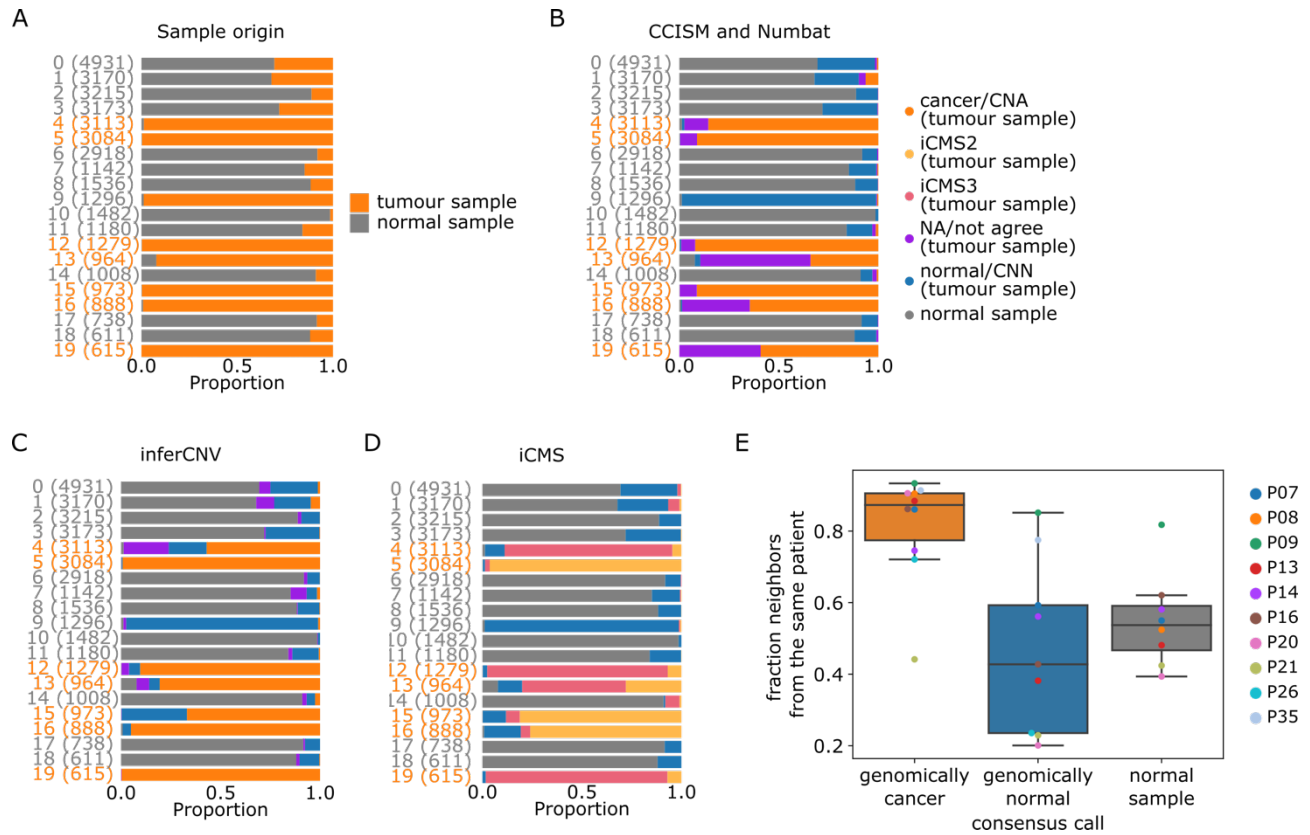 A
Sample origin
0 (4931)
1 (3170)
2 (3215)
3 (3173)
4 (3113)
5 (3084)
6 (2918)
7 (1142)
8 (1536)
9 (1296)
10 (1482)
11 (1180)
12 (1279)
13 (964)
14 (1008)
15 (973)
16 (888)
17 (738)
18 (611)
19 (615)
0.0 0.5 1.0
Proportion
tumour sample
normal sample
B
CCISM and Numbat
0 (4931)
1 (3170)
2 (3215)
3 (3173)
4 (3113)
5 (3084)
6 (2918)
7 (1142)
8 (1536)
9 (1296)
10 (1482)
11 (1180)
12 (1279)
13 (964)
14 (1008)
15 (973)
16 (888)
17 (738)
18 (611)
19 (615)
0.0 0.5 1.0
Proportion
cancer/CNA
(tumour sample)
iCMS2
(tumour sample)
iCMS3
(tumour sample)
NA/not agree
(tumour sample)
normal/CNN
(tumour sample)
normal sample
C
inferCNV
0 (4931)
1 (3170)
2 (3215)
3 (3173)
4 (3113)
5 (3084)
6 (2918)
7 (1142)
8 (1536)
9 (1296)
10 (1482)
11 (1180)
12 (1279)
13 (964)
14 (1008)
15 (973)
16 (888)
17 (738)
18 (611)
19 (615)
0.0 0.5 1.0
Proportion
D
iCMS
0 (4931)
1 (3170)
2 (3215)
3 (3173)
4 (3113)
5 (3084)
6 (2918)
7 (1142)
8 (1536)
9 (1296)
10 (1482)
11 (1180)
12 (1279)
13 (964)
14 (1008)
15 (973)
16 (888)
17 (738)
18 (611)
19 (615)
0.0 0.5 1.0
Proportion
E
fraction neighbors
from the same patient
0.8
0.6
0.4
0.2
genomically
cancer
genomically
normal
normal
sample
consensus call
P07
P08
P09
P13
P14
P16
P20
P21
P26
P35